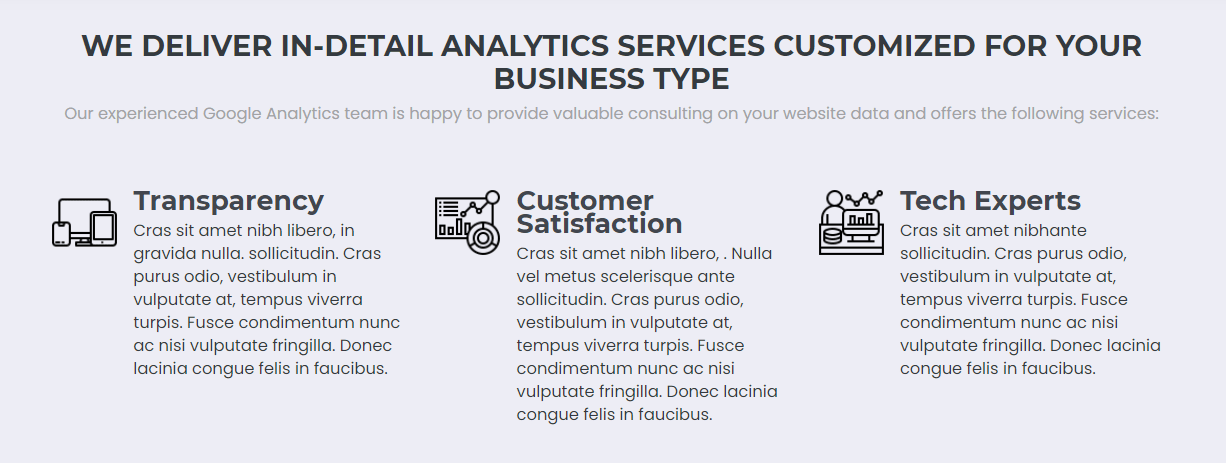 WE DELIVER IN-DETAIL ANALYTICS SERVICES CUSTOMIZED FOR YOUR
BUSINESS TYPE
Our experienced Google Analytics team is happy to provide valuable consulting on your website data and offers the following services:
Transparency
Cras sit amet nibh libero, in
gravida nulla. sollicitudin. Cras
purus odio, vestibulum in
vulputate at, tempus viverra
turpis. Fusce condimentum nunc
ac nisi vulputate fringilla. Donec
lacinia congue felis in faucibus.
Customer
Satisfaction
Cras sit amet nibh libero, . Nulla
vel metus scelerisque ante
sollicitudin. Cras purus odio,
vestibulum in vulputate at,
tempus viverra turpis. Fusce
condimentum nunc ac nisi
vulputate fringilla. Donec lacinia
congue felis in faucibus.
Tech Experts
Cras sit amet nibhante
sollicitudin. Cras purus odio,
vestibulum in vulputate at,
tempus viverra turpis. Fusce
condimentum nunc ac nisi
vulputate fringilla. Donec lacinia
congue felis in faucibus.